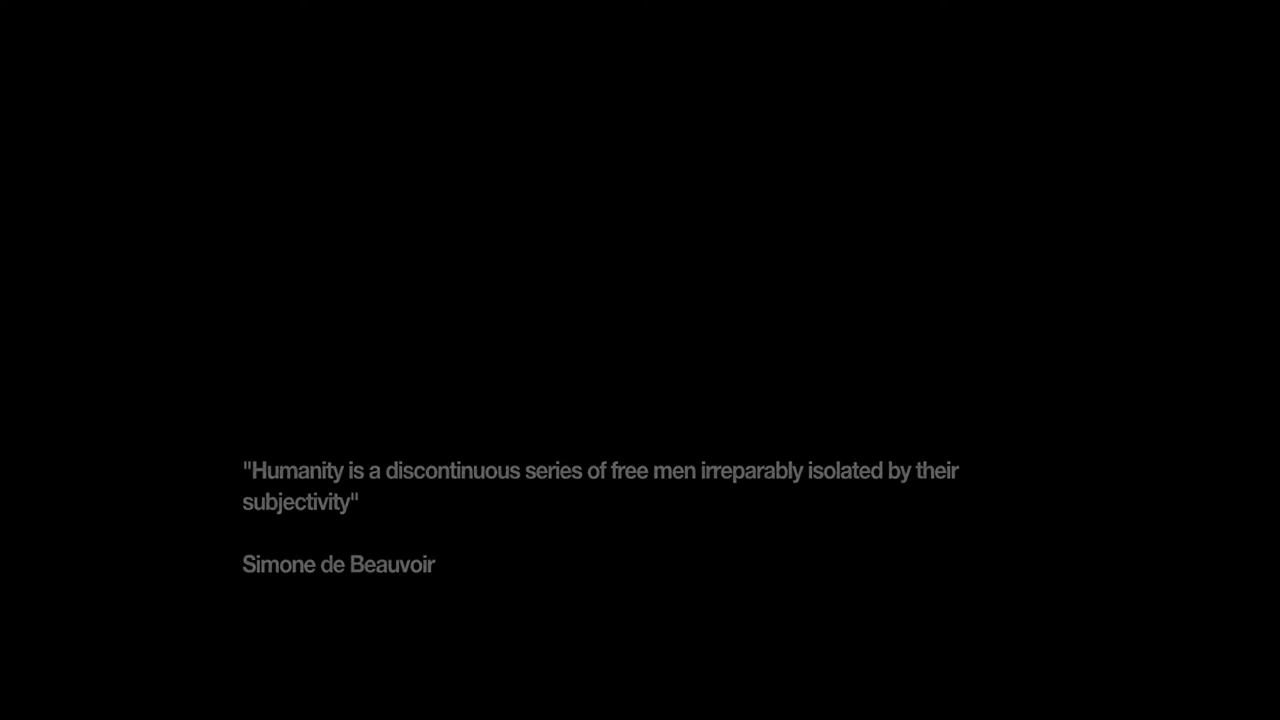 "Humanity is a discontinuous series of free men irreparably isolated by their
subjectivity"
Simone de Beauvoir